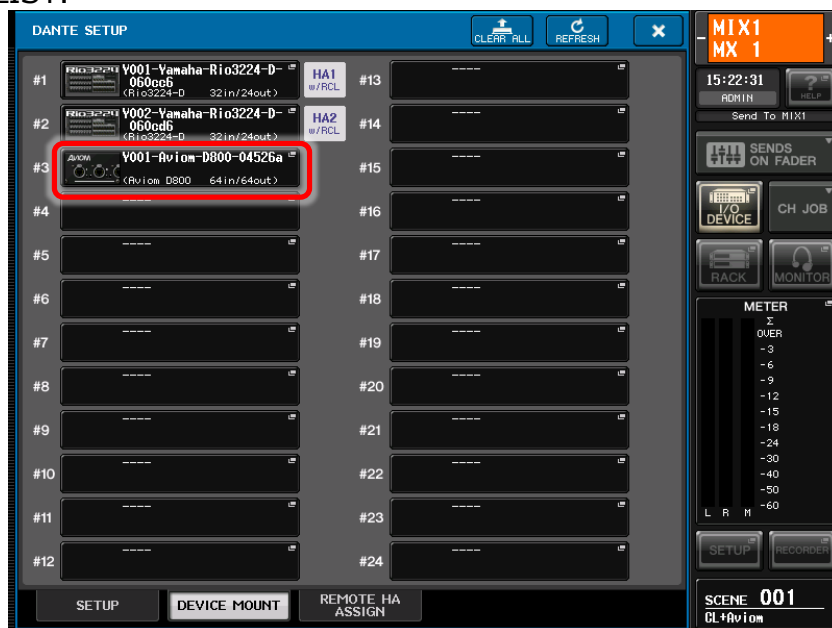 DANTE SETUP
CLEAR ALL
REFRESH
#1
Rio3224
Y001-Yamaha-Rio3224-D-
060cc6
(Rio3224-D 32in/24out)
HA1
w/RCL
#2
Rio3224
Y002-Yamaha-Rio3224-D-
060cd6
(Rio3224-D 32in/24out)
HA2
w/RCL
#3
AVIOM
Y001-Aviom-D800-04526a
(Aviom D800 64in/64out)
#4
----
#5
----
#6
----
#7
----
#8
----
#9
----
#10
----
#11
----
#12
----
#13
----
#14
----
#15
----
#16
----
#17
----
#18
----
#19
----
#20
----
#21
----
#22
----
#23
----
#24
----
SETUP
DEVICE MOUNT
REMOTE HA
ASSIGN
- MIX1 +
MX 1
15:22:31
ADMIN
?
HELP
Send To MIX1
SENDS
ON FADER
I/O
DEVICE
CH JOB
RACK
MONITOR
METER
Σ
OVER
-3
-6
-9
-12
-15
-18
-24
-30
-40
-50
-60
L R M
SETUP
RECORDER
SCENE 001
CL+Aviom